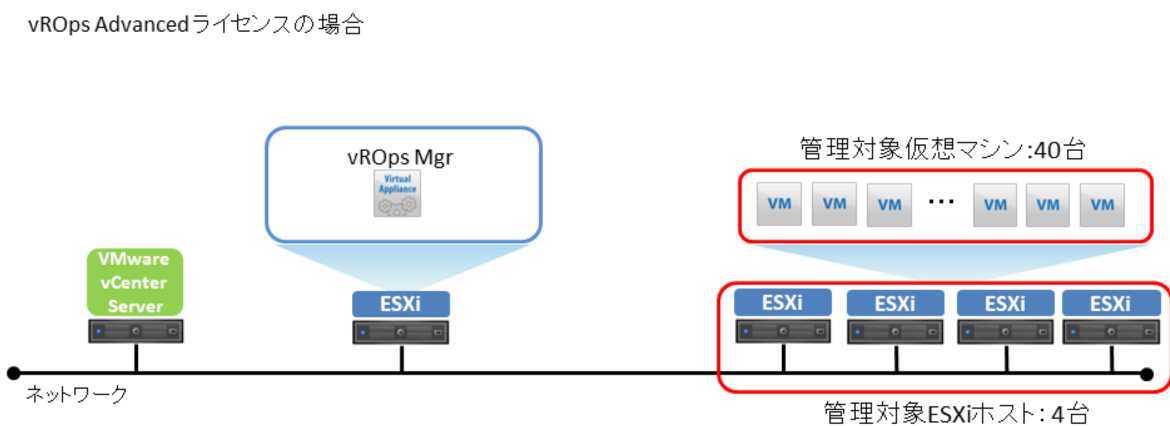 vROps Advancedライセンスの場合
vROps Mgr
Virtual
Appliance
管理対象仮想マシン:40台
VM VM VM … VM VM VM
VMware
vCenter
Server
ESXi
ESXi ESXi ESXi ESXi
ネットワーク
管理対象ESXiホスト：4台